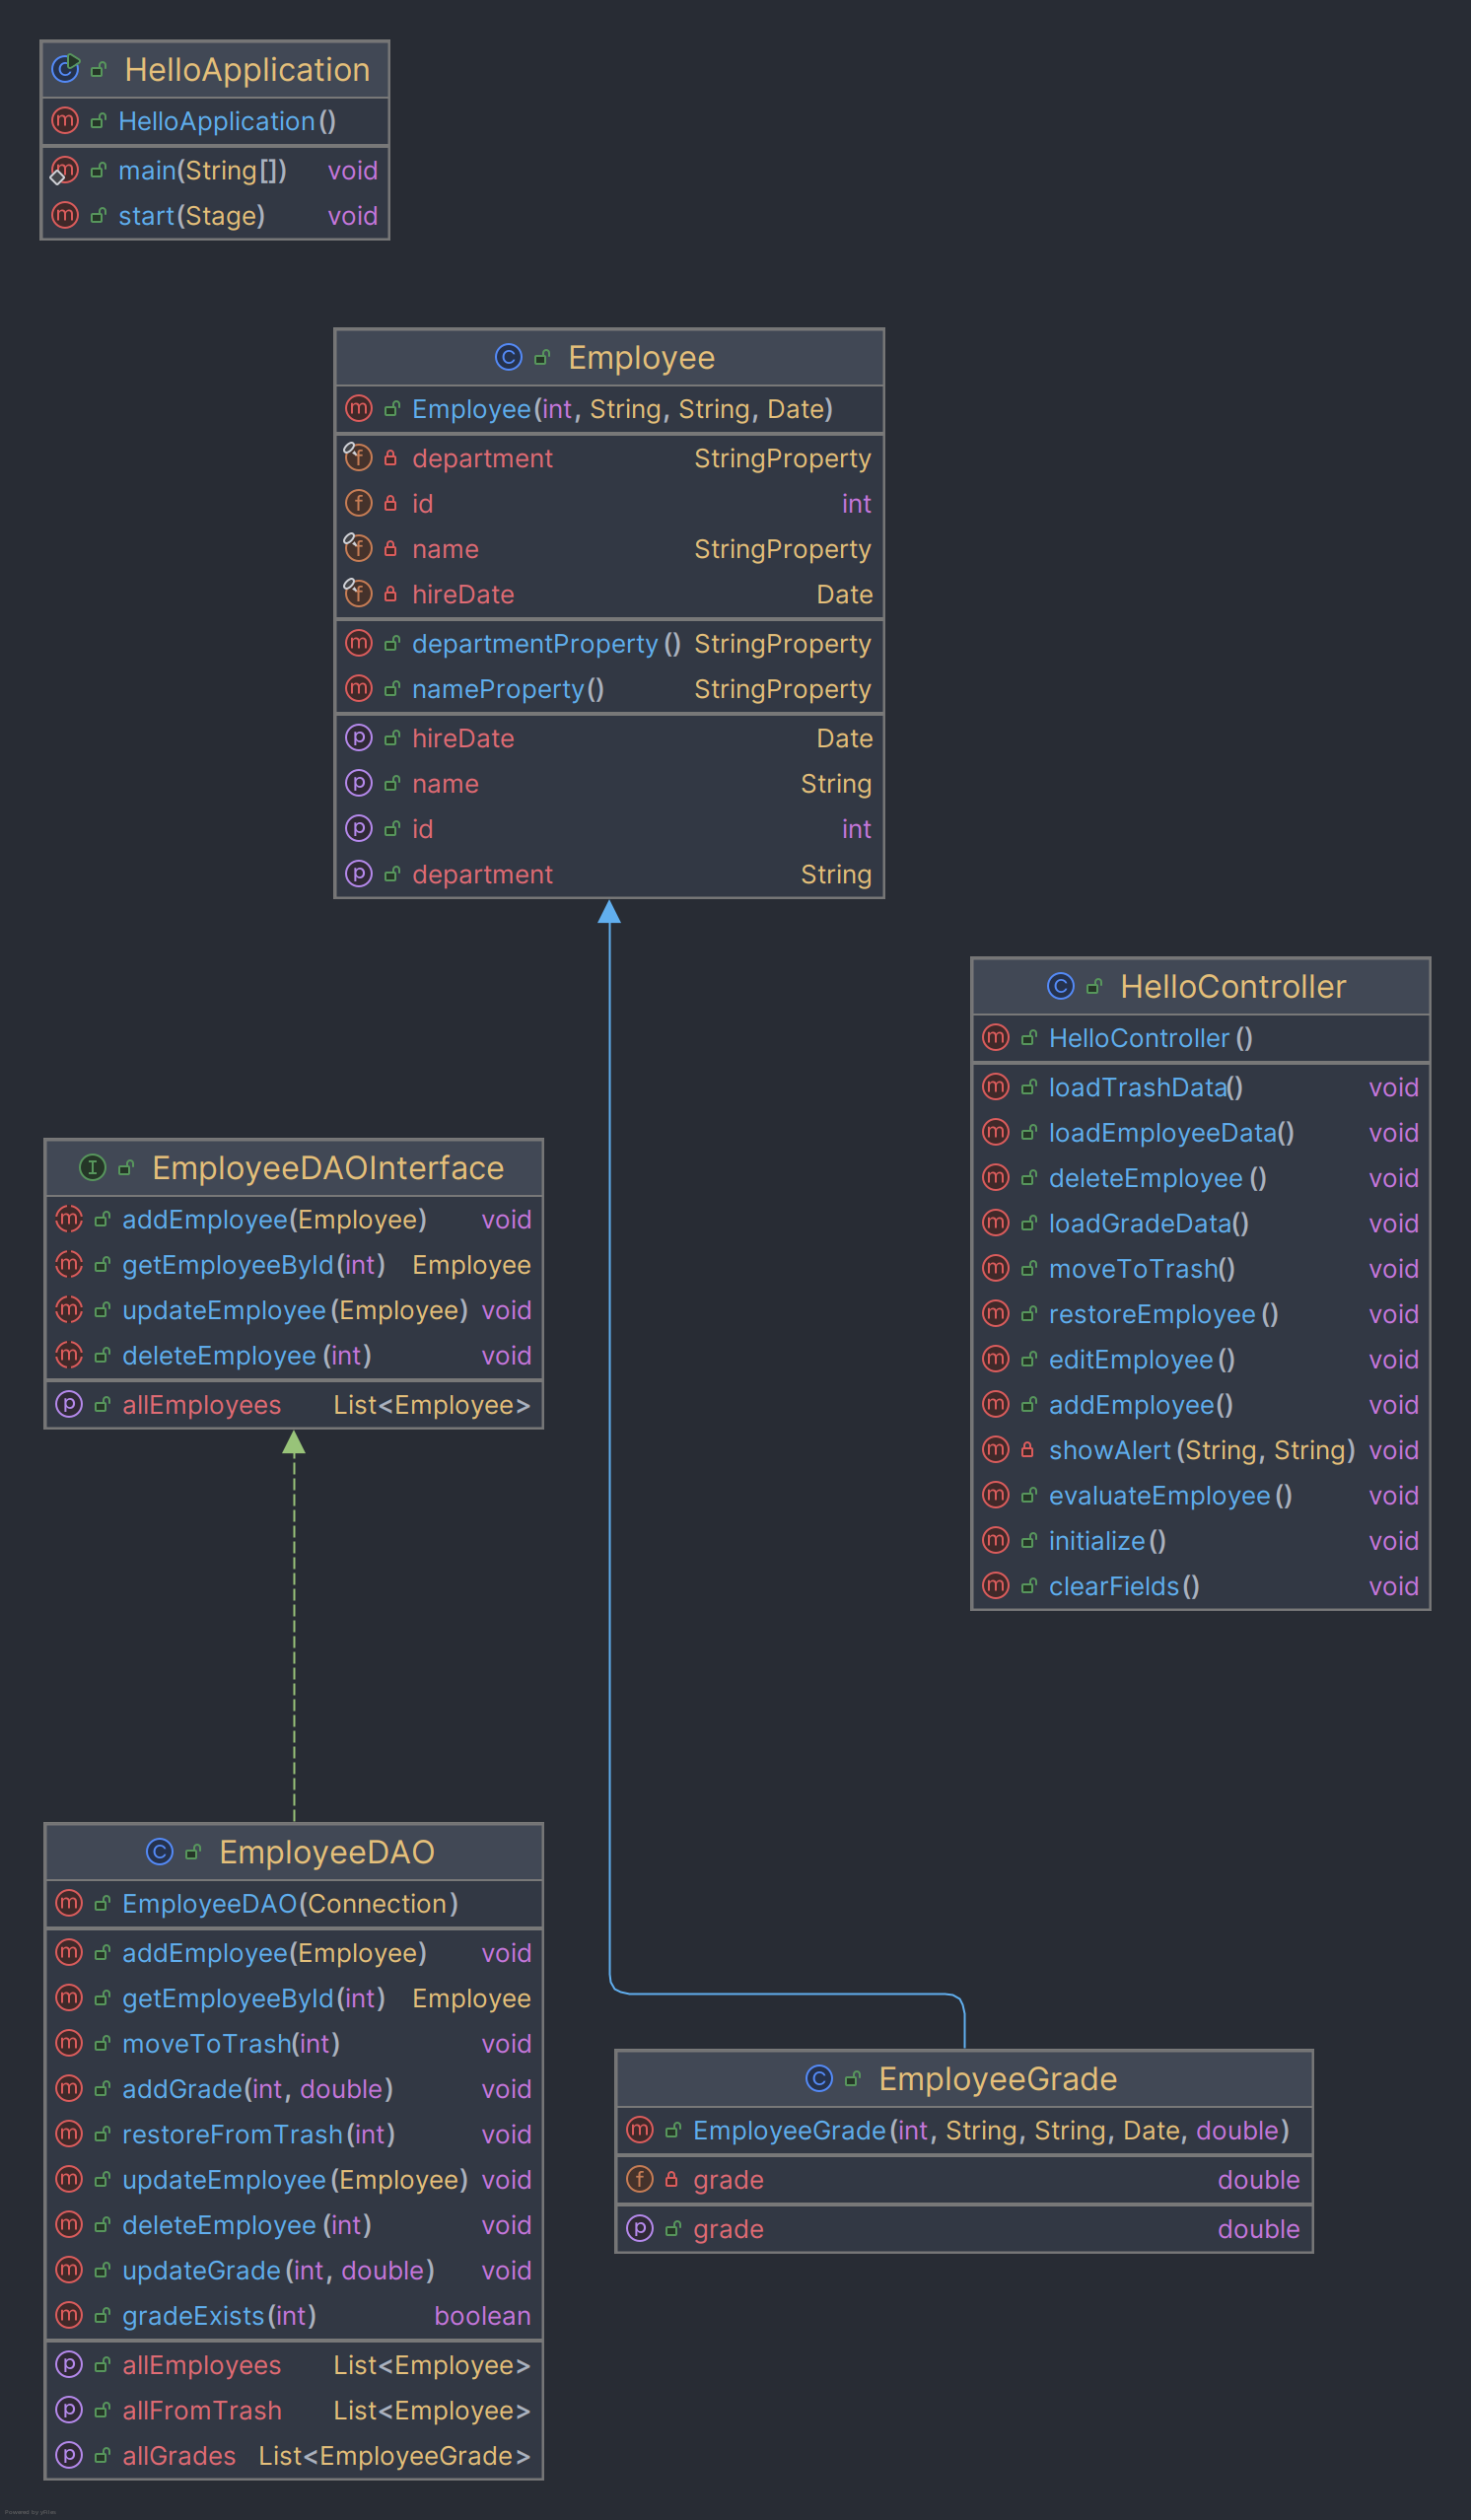 HelloApplication
HelloApplication()
main(String[]) void
start(Stage) void
Employee
Employee(int, String, String, Date)
department StringProperty
id int
name StringProperty
hireDate Date
departmentProperty() StringProperty
nameProperty() StringProperty
hireDate Date
name String
id int
department String
HelloController
HelloController()
loadTrashData() void
loadEmployeeData() void
deleteEmployee() void
loadGradeData() void
moveToTrash() void
restoreEmployee() void
editEmployee() void
addEmployee() void
showAlert(String, String) void
evaluateEmployee() void
initialize() void
clearFields() void
EmployeeDAOInterface
addEmployee(Employee) void
getEmployeeById(int) Employee
updateEmployee(Employee) void
deleteEmployee(int) void
allEmployees List<Employee>
EmployeeDAO
EmployeeDAO(Connection)
addEmployee(Employee) void
getEmployeeById(int) Employee
moveToTrash(int) void
addGrade(int, double) void
restoreFromTrash(int) void
updateEmployee(Employee) void
deleteEmployee(int) void
updateGrade(int, double) void
gradeExists(int) boolean
allEmployees List<Employee>
allFromTrash List<Employee>
allGrades List<EmployeeGrade>
EmployeeGrade
EmployeeGrade(int, String, String, Date, double)
grade double
grade double
Powered by yFiles